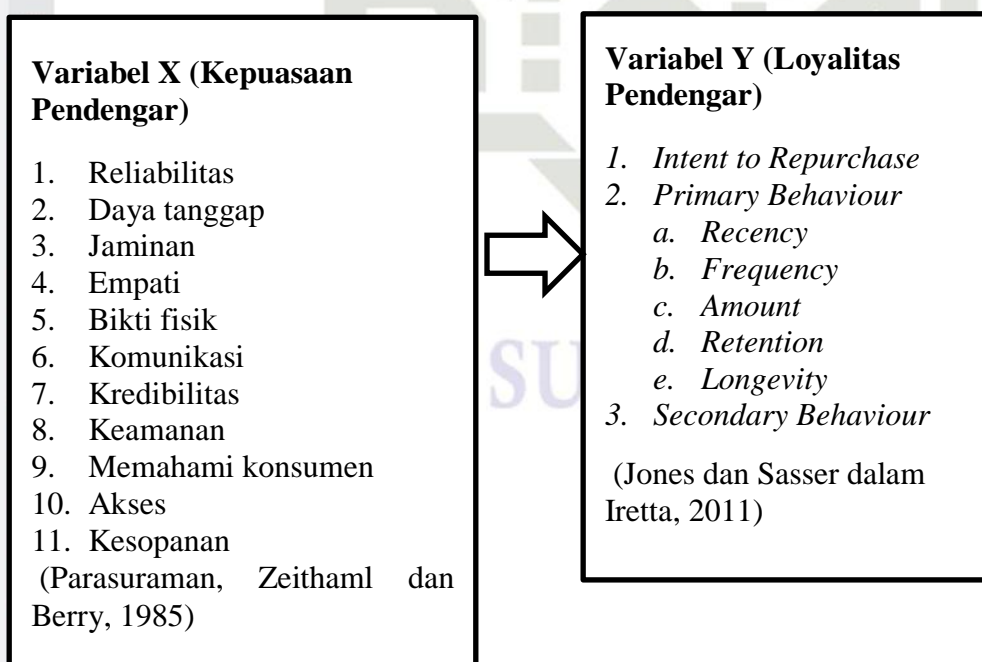 Variabel X (Kepuasaan
Pendengar)
1. Reliabilitas
2. Daya tanggap
3. Jaminan
4. Empati
5. Bikti fisik
6. Komunikasi
7. Kredibilitas
8. Keamanan
9. Memahami konsumen
10. Akses
11. Kesopanan
(Parasuraman, Zeithaml dan
Berry, 1985)
Variabel Y (Loyalitas
Pendengar)
1. Intent to Repurchase
2. Primary Behaviour
a. Recency
b. Frequency
c. Amount
d. Retention
e. Longevity
3. Secondary Behaviour
(Jones dan Sasser dalam
Iretta, 2011)
SU